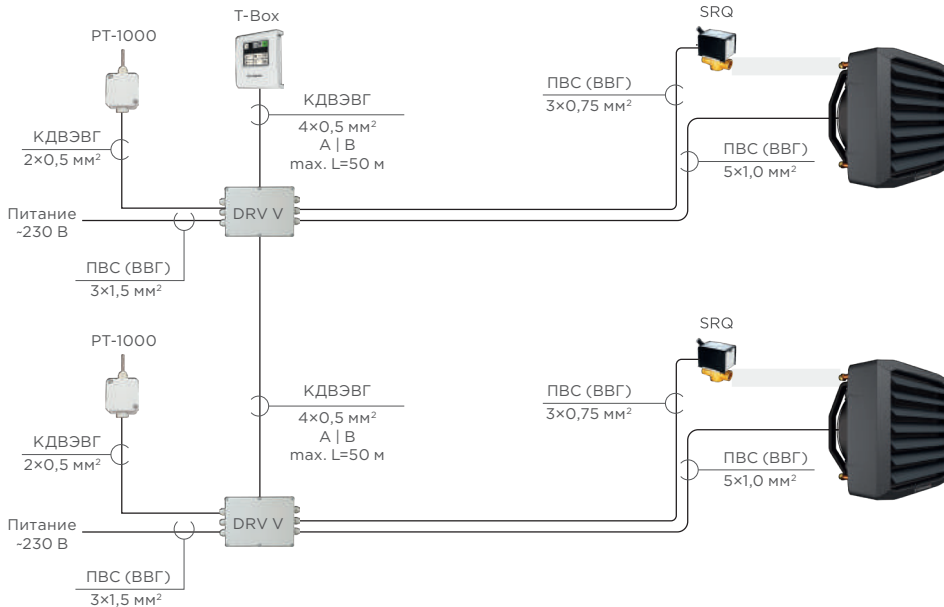 T-Box
SRQ
PT-1000
ПВС (ВВГ)
3×0,75 мм²
КДВЭВГ
4×0,5 мм²
A | B
max. L=50 м
КДВЭВГ
2×0,5 мм²
ПВС (ВВГ)
5×1,0 мм²
Питание
~230 В
DRV V
ПВС (ВВГ)
3×1,5 мм²
SRQ
PT-1000
КДВЭВГ
4×0,5 мм²
A | B
max. L=50 м
ПВС (ВВГ)
3×0,75 мм²
КДВЭВГ
2×0,5 мм²
ПВС (ВВГ)
5×1,0 мм²
Питание
~230 В
DRV V
ПВС (ВВГ)
3×1,5 мм²